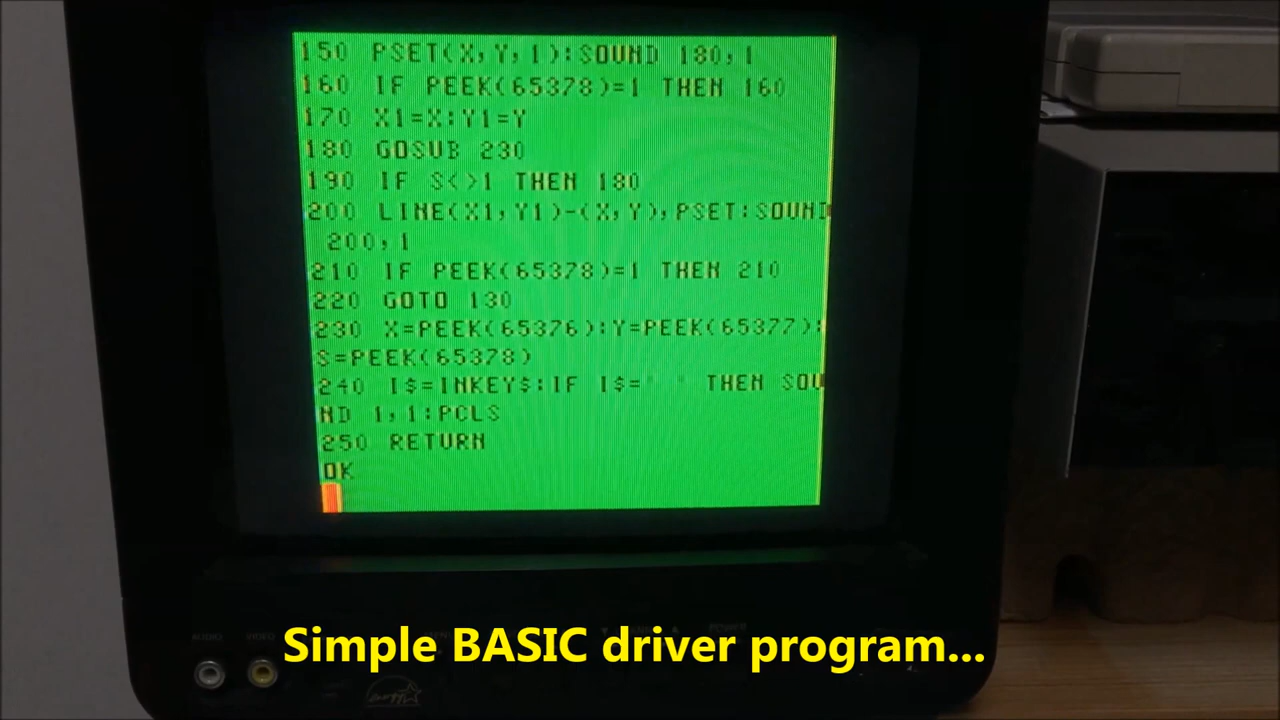 150 PSET(X,Y,1):SOUND 180,1
160 IF PEEK(65378)=1 THEN 160
170 X1=X:Y1=Y
180 GOSUB 230
190 IF S<>1 THEN 180
200 LINE(X1,Y1)-(X,Y),PSET:SOUND
200,1
210 IF PEEK(65378)=1 THEN 210
220 GOTO 130
230 X=PEEK(65376):Y=PEEK(65377):
S=PEEK(65378)
240 I$=INKEY$:IF I$=" " THEN SOU
ND 1,1:PCLS
250 RETURN
OK
AUDIO VIDEO
Simple BASIC driver program...